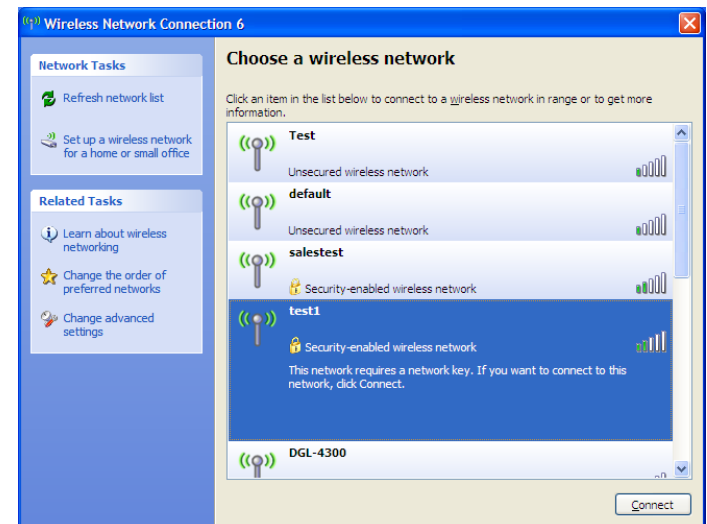 Wireless Network Connection 6
Network Tasks
Refresh network list
Set up a wireless network
for a home or small office
Related Tasks
Learn about wireless
networking
Change the order of
preferred networks
Change advanced
settings
Choose a wireless network
Click an item in the list below to connect to a wireless network in range or to get more
information.
Test
Unsecured wireless network
default
Unsecured wireless network
salestest
Security-enabled wireless network
test1
Security-enabled wireless network
This network requires a network key. If you want to connect to this
network, click Connect.
DGL-4300
Connect